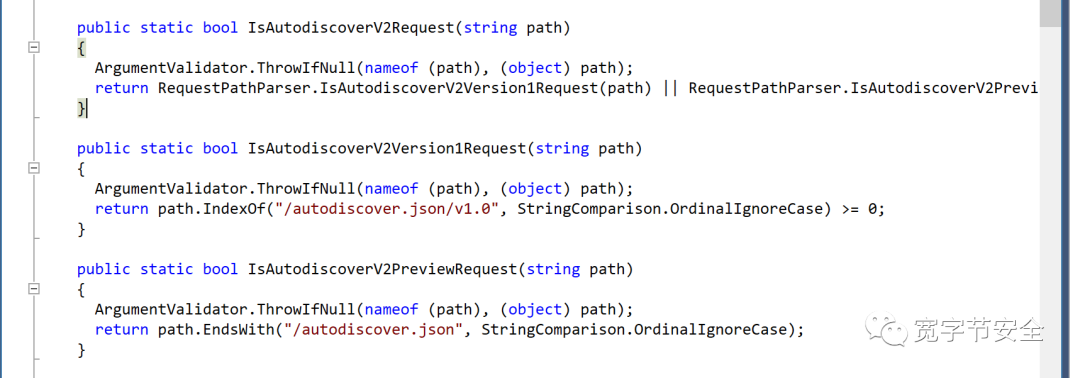 public static bool IsAutodiscoverV2Request(string path)
{
ArgumentValidator.ThrowIfNull(nameof (path), (object) path);
return RequestPathParser.IsAutodiscoverV2Version1Request(path) || RequestPathParser.IsAutodiscoverV2Previ
}
public static bool IsAutodiscoverV2Version1Request(string path)
{
ArgumentValidator.ThrowIfNull(nameof (path), (object) path);
return path.IndexOf("/autodiscover.json/v1.0", StringComparison.OrdinalIgnoreCase) >= 0;
}
public static bool IsAutodiscoverV2PreviewRequest(string path)
{
ArgumentValidator.ThrowIfNull(nameof (path), (object) path);
return path.EndsWith("/autodiscover.json", StringComparison.OrdinalIgnoreCase);
}
宽字节安全